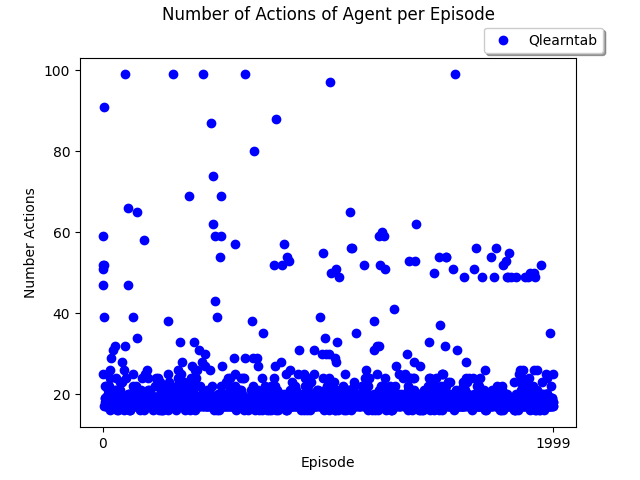 Number of Actions of Agent per Episode
Qlearntab
100
80
60
40
20
Number Actions
0
1999
Episode